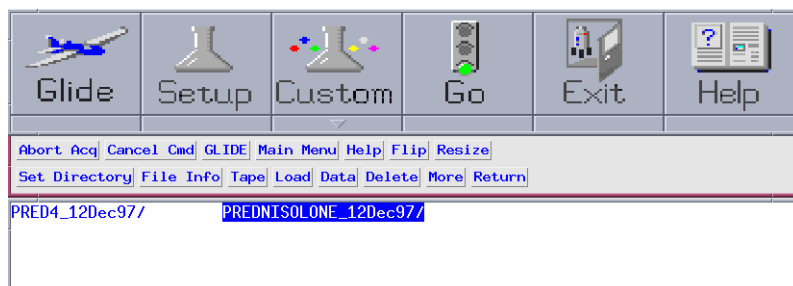 Glide Setup Custom Go Exit Help
Abort Acq Cancel Cmd GLIDE Main Menu Help Flip Resize
Set Directory File Info Tape Load Data Delete More Return
PRED4_12Dec97/ PREDNISOLONE_12Dec97/